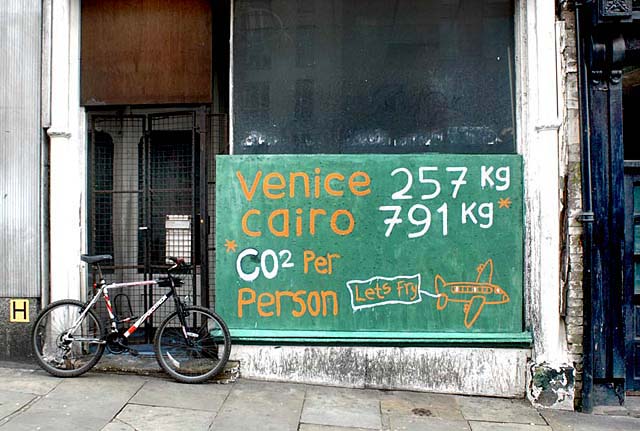 Venice 257 kg
cairo 791 kg *
* CO² Per
Person
Lets Fry
H